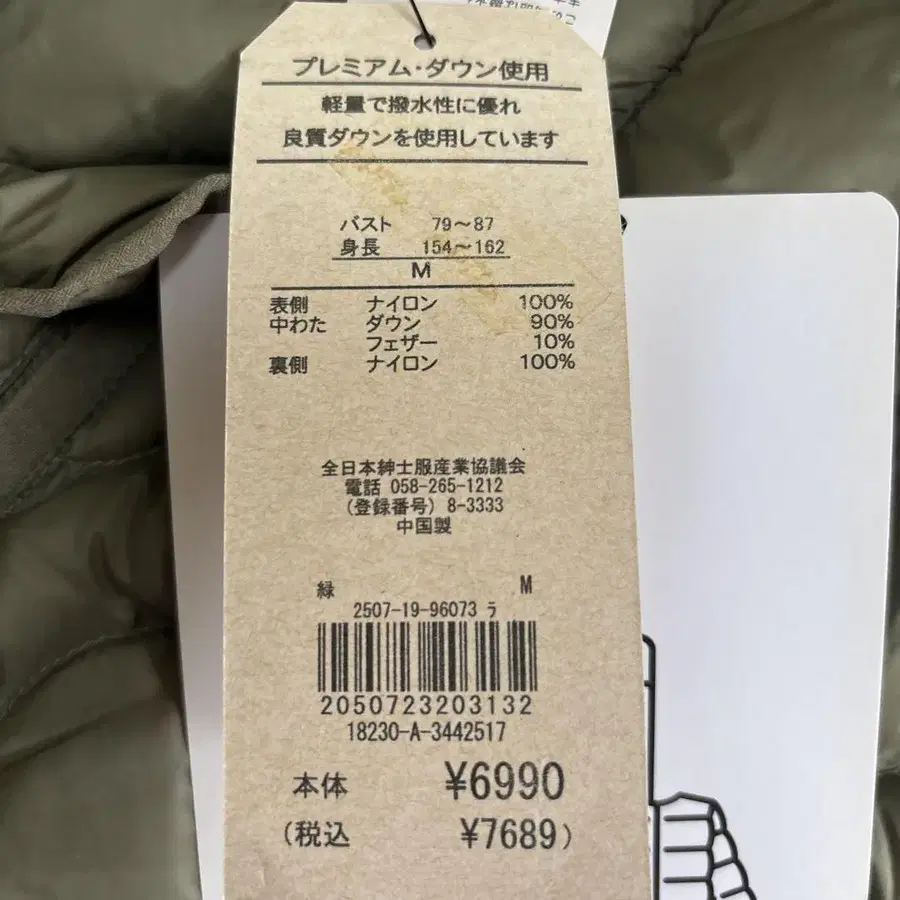 プレミアム・ダウン使用
軽量で撥水性に優れ
良質ダウンを使用しています
バスト 79～87
身長 154～162
M
表側 ナイロン 100%
中わた ダウン 90%
フェザー 10%
裏側 ナイロン 100%
全日本紳士服産業協議会
電話 058-265-1212
(登録番号) 8-3333
中国製
緑 M
2507-19-96073 ラ
2050723203132
18230-A-3442517
本体 ¥6990
(税込 ¥7689)